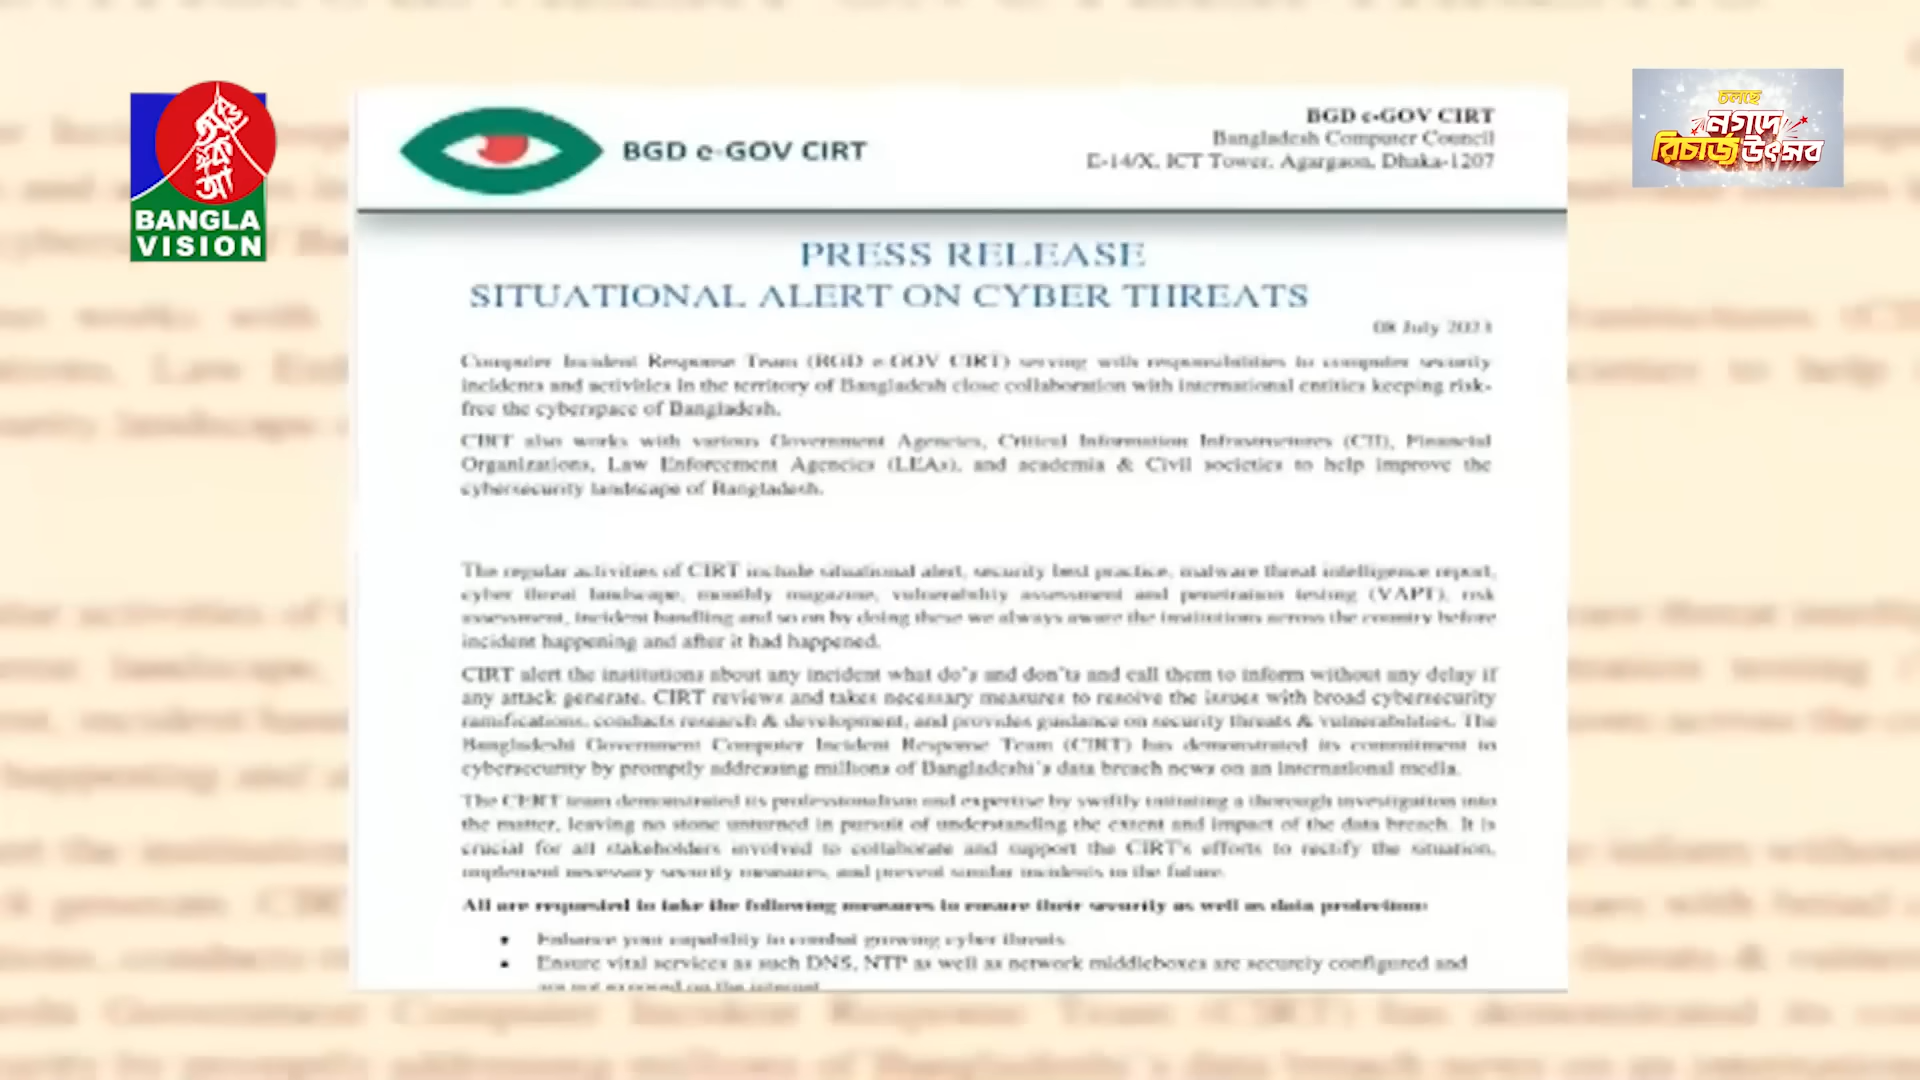 BANGLA
VISION
BGD e-GOV CIRT
BGD e-GOV CIRT
Bangladesh Computer Council
E-14/X, ICT Tower, Agargaon, Dhaka-1207
চলছে
নগদে
রিচার্জ উৎসব
PRESS RELEASE
SITUATIONAL ALERT ON CYBER THREATS
08 July 2023
Computer Incident Response Team (BGD e-GOV CIRT) serving with responsibilities to computer security
incidents and activities in the territory of Bangladesh close collaboration with international entities keeping risk-
free the cyberspace of Bangladesh.
CIRT also works with various Government Agencies, Critical Information Infrastructures (CII), Financial
Organizations, Law Enforcement Agencies (LEAs), and academia & Civil societies to help improve the
cybersecurity landscape of Bangladesh.
The regular activities of CIRT include situational alert, security best practice, malware threat intelligence report,
cyber threat landscape, monthly magazine, vulnerability assessment and penetration testing (VAPT), risk
assessment, incident handling and so on by doing these we always aware the institutions across the country before
incident happening and after it had happened.
CIRT alert the institutions about any incident what do's and don'ts and call them to inform without any delay if
any attack generate. CIRT reviews and takes necessary measures to resolve the issues with broad cybersecurity
ramifications, conducts research & development, and provides guidance on security threats & vulnerabilities. The
Bangladeshi Government Computer Incident Response Team (CIRT) has demonstrated its commitment to
cybersecurity by promptly addressing millions of Bangladeshi's data breach news on an international media.
The CERT team demonstrated its professionalism and expertise by swiftly initiating a thorough investigation into
the matter, leaving no stone unturned in pursuit of understanding the extent and impact of the data breach. It is
crucial for all stakeholders involved to collaborate and support the CIRT's efforts to rectify the situation,
implement necessary security measures, and prevent similar incidents in the future.
All are requested to take the following measures to ensure their security as well as data protection:
• Enhance your capability to combat growing cyber threats.
• Ensure vital services as such DNS, NTP as well as network middleboxes are securely configured and
are not exposed on the internet.